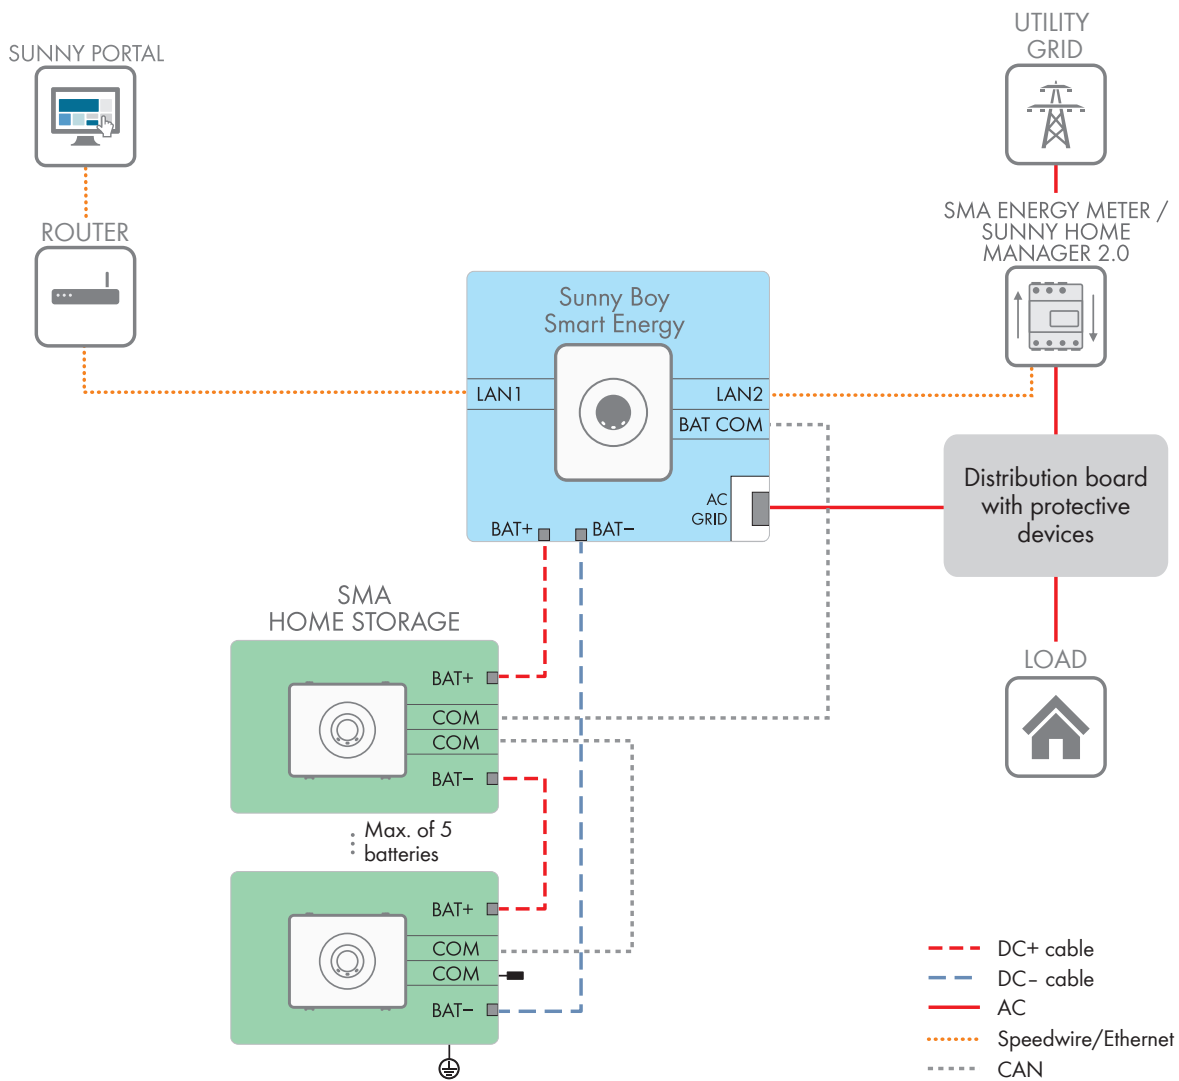 SUNNY PORTAL
UTILITY
GRID
ROUTER
SMA ENERGY METER /
SUNNY HOME
MANAGER 2.0
Sunny Boy
Smart Energy
LAN1
LAN2
BAT COM
AC
GRID
BAT+
BAT−
Distribution board
with protective
devices
SMA
HOME STORAGE
BAT+
COM
COM
BAT−
LOAD
Max. of 5
batteries
BAT+
COM
COM
BAT−
DC+ cable
DC− cable
AC
Speedwire/Ethernet
CAN